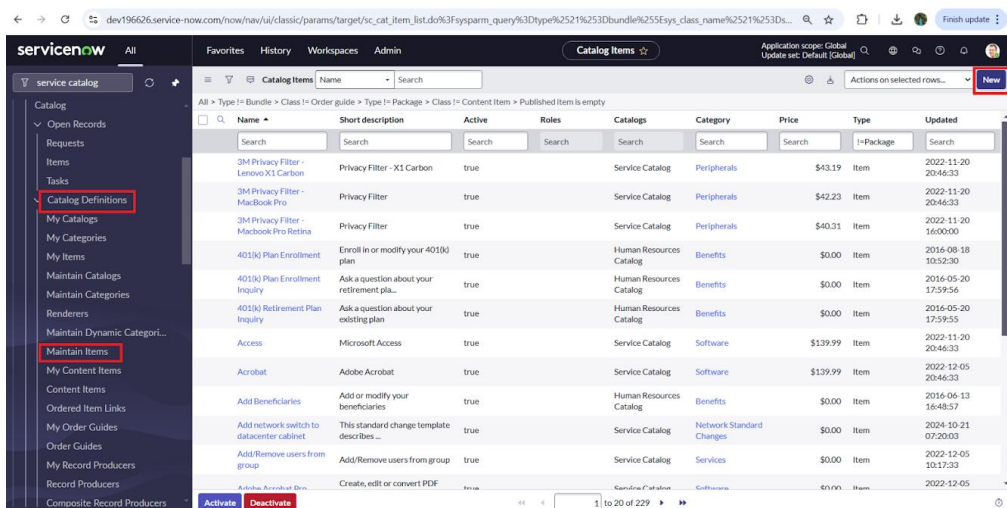 dev196626.service-now.com/now/nav/ui/classic/params/target/sc_cat_item_list.do%3Fsysparm_query%3Dtype%2521%253Dbundle%255Esys_class_name%2521%253Ds...
Finish update
servicenow All Favorites History Workspaces Admin Catalog Items Application scope: Global
Update set: Default [Global]
service catalog
Catalog Items Name Search Actions on selected rows... New
All > Type != Bundle > Class != Order guide > Type != Package > Class != Content Item > Published item is empty
Catalog
Open Records
Requests
Items
Tasks
Catalog Definitions
My Catalogs
My Categories
My Items
Maintain Catalogs
Maintain Categories
Renderers
Maintain Dynamic Categori...
Maintain Items
My Content Items
Content Items
Ordered Item Links
My Order Guides
Order Guides
My Record Producers
Record Producers
Composite Record Producers
Name Short description Active Roles Catalogs Category Price Type Updated
Search Search Search Search Search Search Search !=Package Search
3M Privacy Filter - Lenovo X1 Carbon Privacy Filter - X1 Carbon true Service Catalog Peripherals $43.19 Item 2022-11-20 20:46:33
3M Privacy Filter - MacBook Pro Privacy Filter true Service Catalog Peripherals $42.23 Item 2022-11-20 20:46:33
3M Privacy Filter - Macbook Pro Retina Privacy Filter true Service Catalog Peripherals $40.31 Item 2022-11-20 16:00:00
401(k) Plan Enrollment Enroll in or modify your 401(k) plan true Human Resources Catalog Benefits $0.00 Item 2016-08-18 10:52:30
401(k) Plan Enrollment Inquiry Ask a question about your retirement pla... true Human Resources Catalog Benefits $0.00 Item 2016-05-20 17:59:56
401(k) Retirement Plan Inquiry Ask a question about your existing plan true Human Resources Catalog Benefits $0.00 Item 2016-05-20 17:59:55
Access Microsoft Access true Service Catalog Software $139.99 Item 2022-11-20 20:46:33
Acrobat Adobe Acrobat true Service Catalog Software $139.99 Item 2022-12-05 20:46:33
Add Beneficiaries Add or modify your beneficiaries true Human Resources Catalog Benefits $0.00 Item 2016-06-13 16:48:57
Add network switch to datacenter cabinet This standard change template describes ... true Service Catalog Network Standard Changes $0.00 Item 2024-10-21 07:20:03
Add/Remove users from group Add/Remove users from group true Service Catalog Services $0.00 Item 2022-12-05 10:17:33
Adobe Acrobat Pro Create, edit or convert PDF true Service Catalog Software $0.00 Item 2022-12-05
Activate Deactivate 1 to 20 of 229